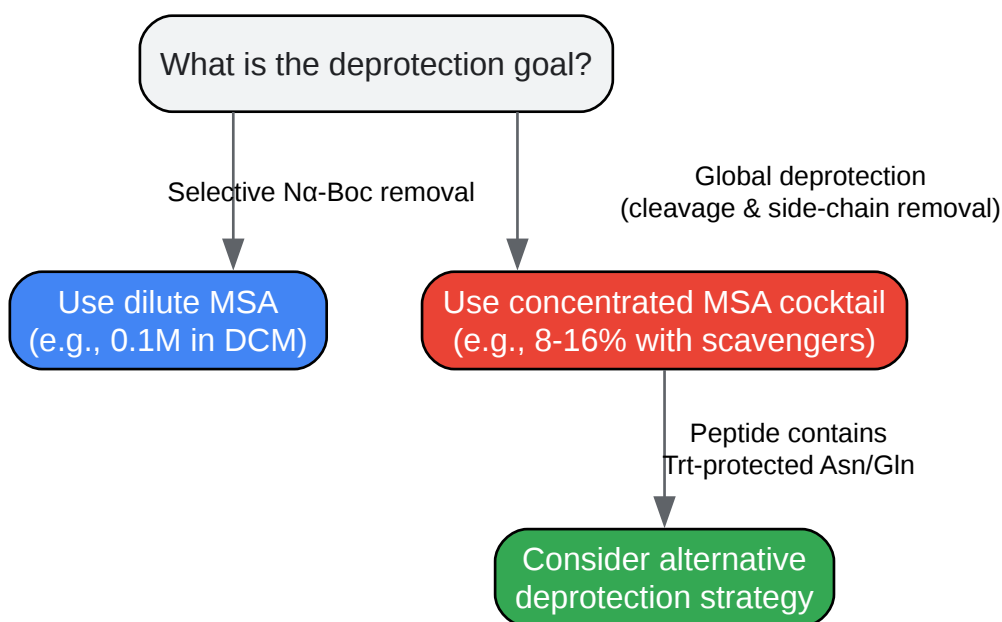 What is the deprotection goal?
Selective Nα-Boc removal
Global deprotection
(cleavage & side-chain removal)
Use dilute MSA
(e.g., 0.1M in DCM)
Use concentrated MSA cocktail
(e.g., 8-16% with scavengers)
Peptide contains
Trt-protected Asn/Gln
Consider alternative
deprotection strategy